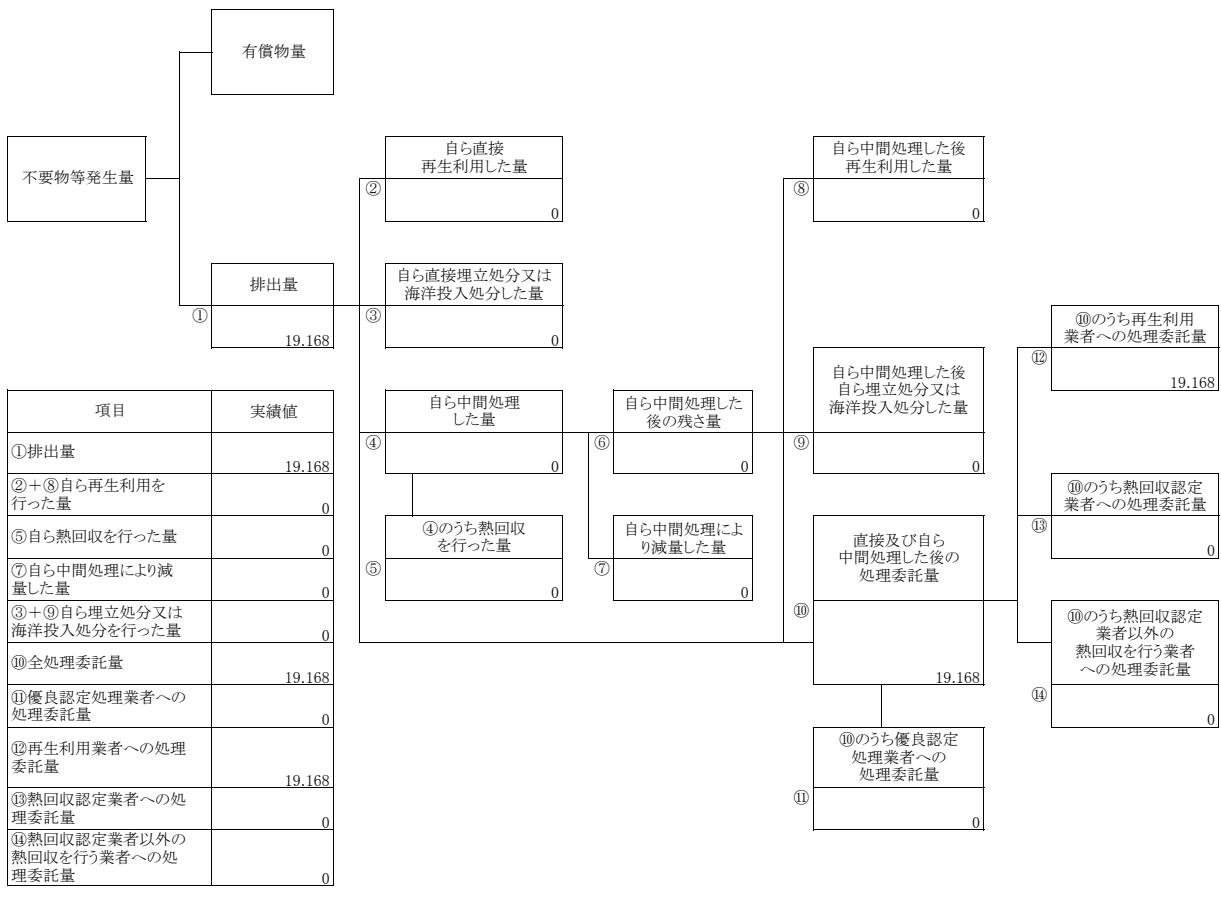 有償物量
不要物等発生量
排出量
①
19.168
自ら直接
再生利用した量
②
0
自ら直接埋立処分又は
海洋投入処分した量
③
0
自ら中間処理
した量
④
0
④のうち熱回収
を行った量
⑤
0
自ら中間処理した
後の残さ量
⑥
0
自ら中間処理によ
り減量した量
⑦
0
自ら中間処理した後
再生利用した量
⑧
0
自ら中間処理した後
自ら埋立処分又は
海洋投入処分した量
⑨
0
直接及び自ら
中間処理した後の
処理委託量
⑩
19.168
⑩のうち優良認定
処理業者への
処理委託量
⑪
0
⑩のうち再生利用
業者への処理委託量
⑫
19.168
⑩のうち熱回収認定
業者への処理委託量
⑬
0
⑩のうち熱回収認定
業者以外の
熱回収を行う業者
への処理委託量
⑭
0
項目 実績値
①排出量
19.168
②+⑧自ら再生利用を
行った量
0
⑤自ら熱回収を行った量
0
⑦自ら中間処理により減
量した量
0
③+⑨自ら埋立処分又は
海洋投入処分を行った量
0
⑩全処理委託量
19.168
⑪優良認定処理業者への
処理委託量
0
⑫再生利用業者への処理
委託量
19.168
⑬熱回収認定業者への処
理委託量
0
⑭熱回収認定業者以外の
熱回収を行う業者への処
理委託量
0